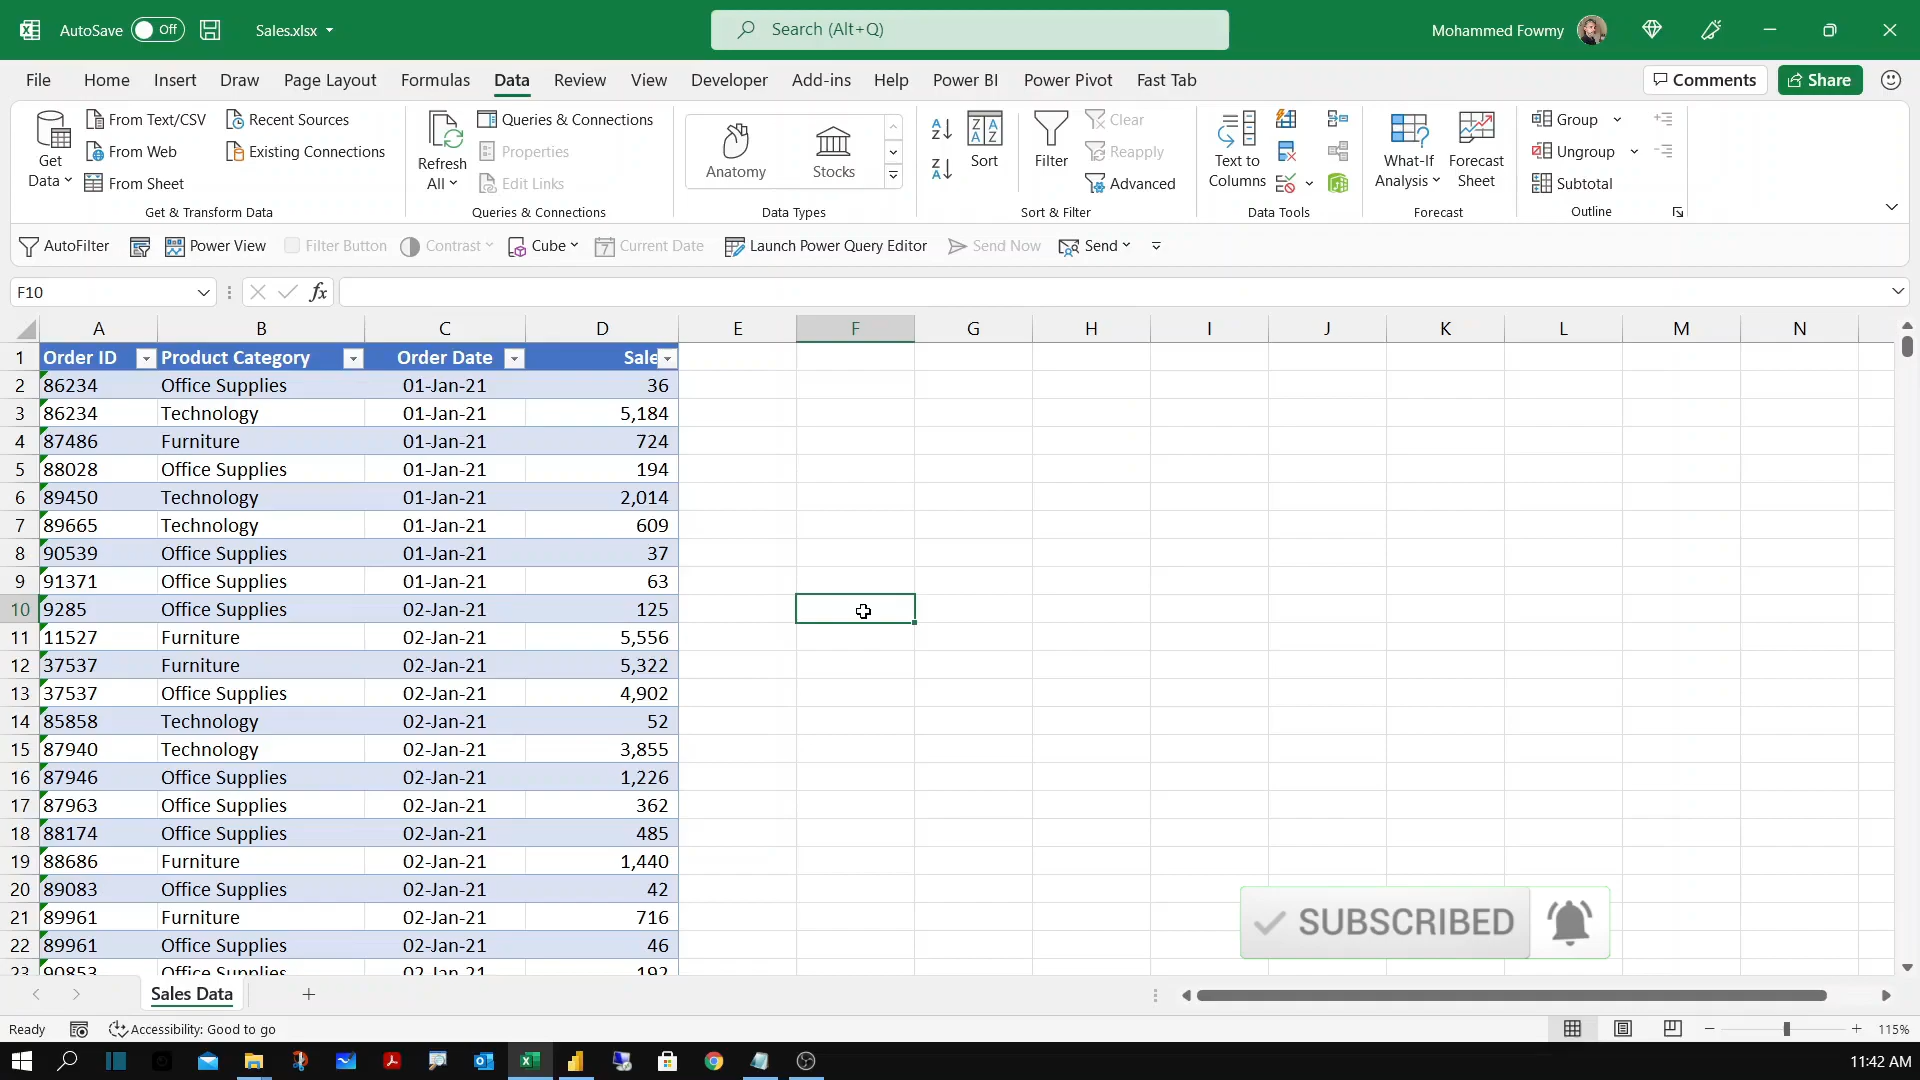 AutoSave Off Sales.xlsx Search (Alt+Q) Mohammed Fowmy
File Home Insert Draw Page Layout Formulas Data Review View Developer Add-ins Help Power BI Power Pivot Fast Tab Comments Share
Get Data
From Text/CSV
From Web
From Sheet
Recent Sources
Existing Connections
Get & Transform Data
Refresh All
Queries & Connections
Properties
Edit Links
Queries & Connections
Anatomy
Stocks
Data Types
Sort
Filter
Clear
Reapply
Advanced
Sort & Filter
Text to Columns
Data Tools
What-If Analysis
Forecast Sheet
Forecast
Group
Ungroup
Subtotal
Outline
AutoFilter Power View Filter Button Contrast Cube Current Date Launch Power Query Editor Send Now Send
F10 fx
A B C D E F G H I J K L M N
1 Order ID Product Category Order Date Sale
2 86234 Office Supplies 01-Jan-21 36
3 86234 Technology 01-Jan-21 5,184
4 87486 Furniture 01-Jan-21 724
5 88028 Office Supplies 01-Jan-21 194
6 89450 Technology 01-Jan-21 2,014
7 89665 Technology 01-Jan-21 609
8 90539 Office Supplies 01-Jan-21 37
9 91371 Office Supplies 01-Jan-21 63
10 9285 Office Supplies 02-Jan-21 125
11 11527 Furniture 02-Jan-21 5,556
12 37537 Furniture 02-Jan-21 5,322
13 37537 Office Supplies 02-Jan-21 4,902
14 85858 Technology 02-Jan-21 52
15 87940 Technology 02-Jan-21 3,855
16 87946 Office Supplies 02-Jan-21 1,226
17 87963 Office Supplies 02-Jan-21 362
18 88174 Office Supplies 02-Jan-21 485
19 88686 Furniture 02-Jan-21 1,440
20 89083 Office Supplies 02-Jan-21 42
21 89961 Furniture 02-Jan-21 716
22 89961 Office Supplies 02-Jan-21 46
23 90853 Office Supplies 02-Jan-21 192
SUBSCRIBED
Sales Data
Ready Accessibility: Good to go 115%
11:42 AM